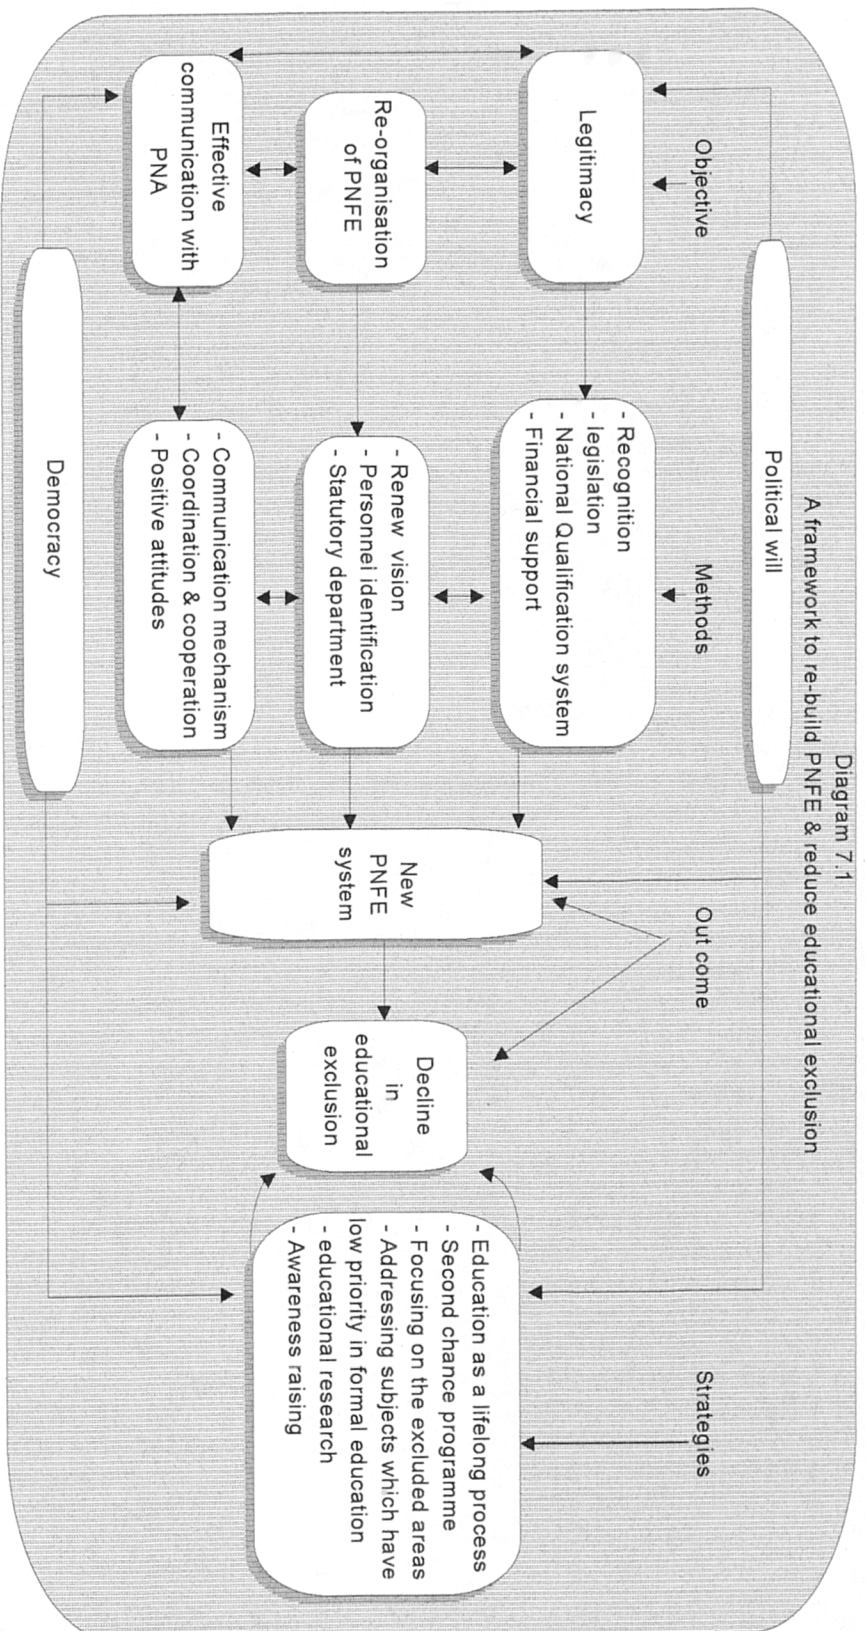 Diagram 7.1
A framework to re-build PNFE & reduce educational exclusion
Political will
Objective
Methods
Out come
Strategies
Legitimacy
- Recognition
- legislation
- National Qualification system
- Financial support
Re-organisation
of PNFE
- Renew vision
- Personnel identification
- Statutory department
Effective
communication with
PNA
- Communication mechanism
- Coordination & cooperation
- Positive attitudes
New
PNFE
system
Decline
in
educational
exclusion
- Education as a lifelong process
- Second chance programme
- Focusing on the excluded areas
- Addressing subjects which have
low priority in formal education
- educational research
- Awareness raising
Democracy